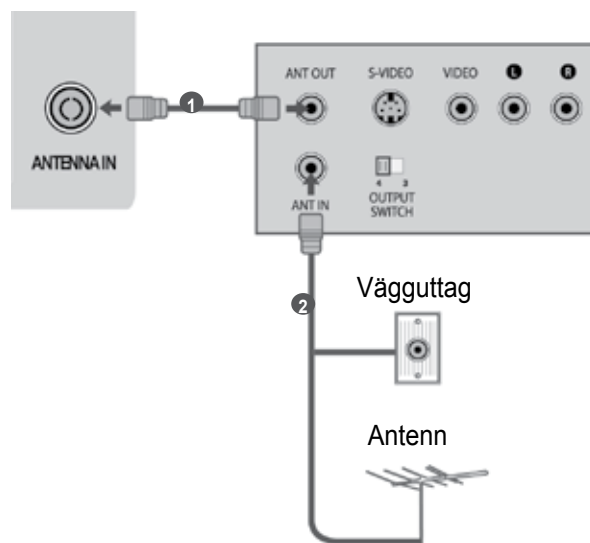 ANT OUT S-VIDEO VIDEO L R
1
ANTENNA IN
4 3
ANT IN OUTPUT
SWITCH
2
Vägguttag
Antenn